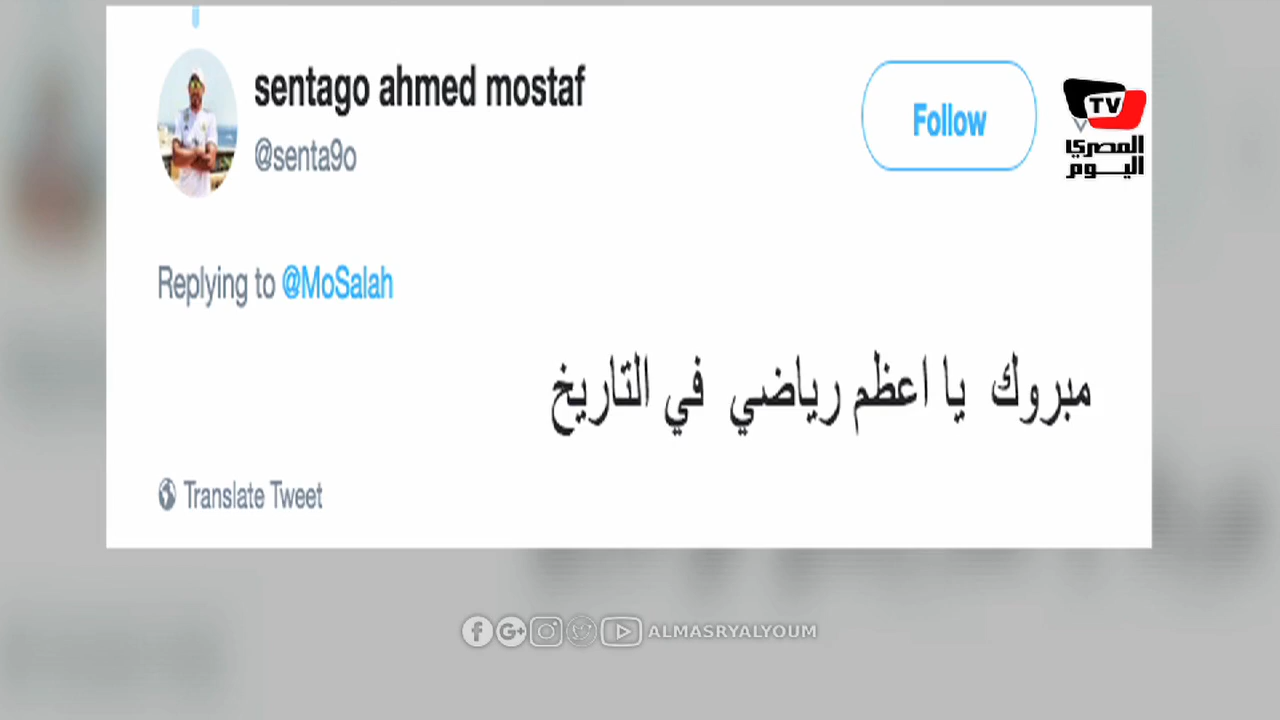 sentago ahmed mostaf
@senta9o
Follow
TV
المصري
اليوم
Replying to @MoSalah
مبروك يا اعظم رياضي في التاريخ
Translate Tweet
ALMASRYALYOUM